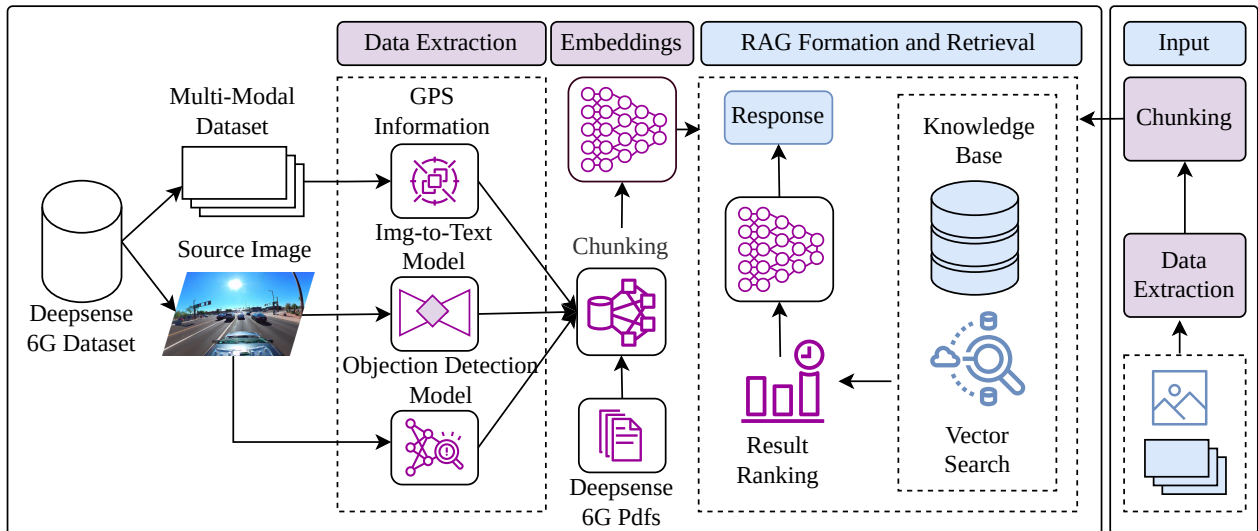 Data Extraction
Embeddings
RAG Formation and Retrieval
Input
Multi-Modal
Dataset
Source Image
Deepsense
6G Dataset
GPS
Information
Img-to-Text
Model
Objection Detection
Model
Chunking
Deepsense
6G Pdfs
Response
Result
Ranking
Knowledge
Base
Vector
Search
Chunking
Data
Extraction